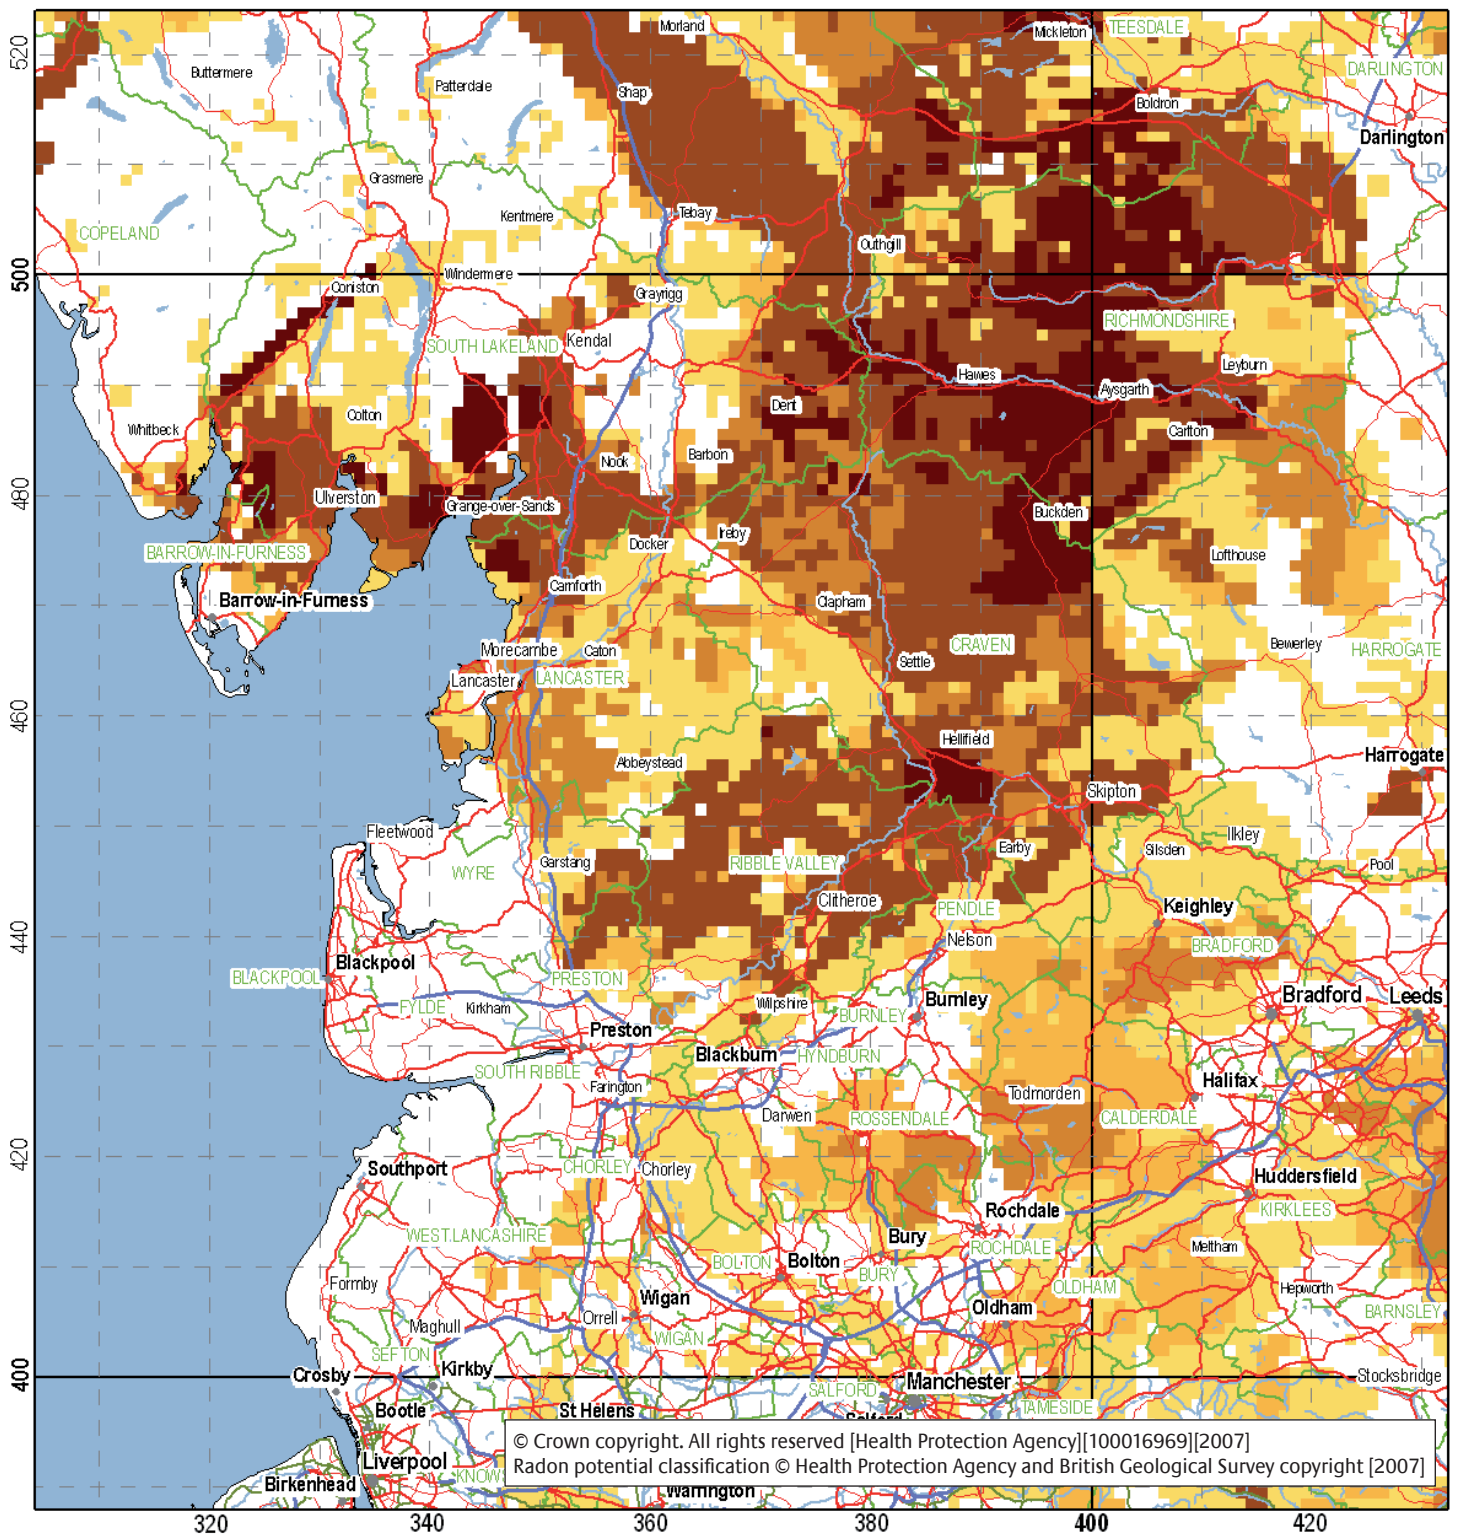 Morland
Mickleton
TEESDALE
520
Buttermere
Patterdale
Shap
DARLINGTON
Boldron
Darlington
Grasmere
Kentmere
Tebay
COPELAND
Outhgill
500
Windermere
Coniston
Grayrigg
RICHMONDSHIRE
SOUTH LAKELAND
Kendal
Leyburn
Hawes
Aysgarth
Dent
Colton
Whitbeck
Carlton
Barbon
Nook
480
Ulverston
Grange-over-Sands
Buckden
Ireby
Docker
BARROW-IN-FURNESS
Lofthouse
Carnforth
Barrow-in-Furness
Clapham
CRAVEN
Bewerley
HARROGATE
Morecambe
Caton
Settle
Lancaster
LANCASTER
460
Hellifield
Abbeystead
Harrogate
Skipton
Fleetwood
Ilkley
Earby
Silsden
Garstang
RIBBLE VALLEY
Pool
WYRE
Clitheroe
Keighley
PENDLE
440
Nelson
BRADFORD
Blackpool
BLACKPOOL
PRESTON
Bradford
Leeds
FYLDE
Kirkham
Wilpshire
Burnley
BURNLEY
Preston
Blackburn
HYNDBURN
SOUTH RIBBLE
Farington
Halifax
Todmorden
Darwen
ROSSENDALE
CALDERDALE
420
Southport
CHORLEY
Chorley
Huddersfield
Rochdale
KIRKLEES
WEST LANCASHIRE
Bury
ROCHDALE
Meltham
BOLTON
Bolton
BURY
Formby
OLDHAM
Hepworth
Wigan
Oldham
BARNSLEY
Orrell
Maghull
WIGAN
SEFTON
400
Crosby
Kirkby
Stocksbridge
Manchester
SALFORD
Bootle
St Helens
TAMESIDE
Salford
© Crown copyright. All rights reserved [Health Protection Agency][100016969][2007]
Liverpool
Radon potential classification © Health Protection Agency and British Geological Survey copyright [2007]
KNOWS
Birkenhead
Warrington
320
340
360
380
400
420